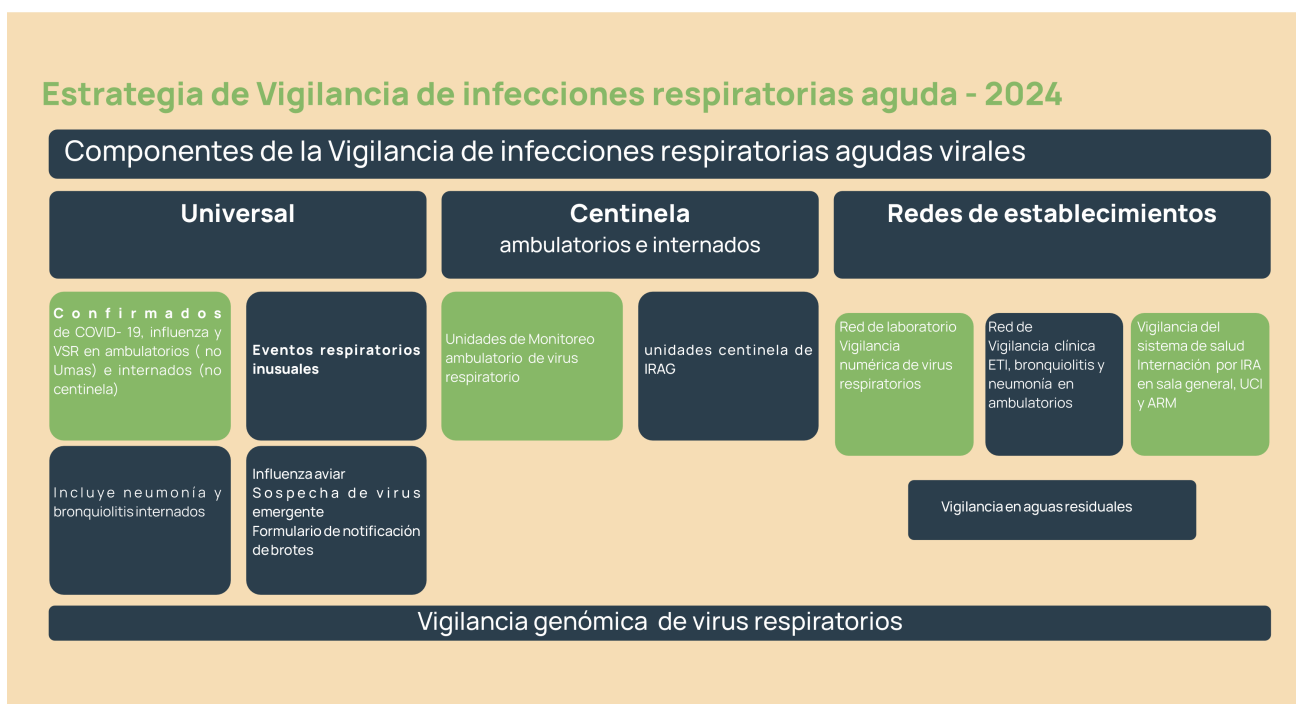 Estrategia de Vigilancia de infecciones respiratorias aguda - 2024
Componentes de la Vigilancia de infecciones respiratorias agudas virales
Universal
Centinela
ambulatorios e internados
Redes de establecimientos
Confirmados
de COVID- 19, influenza y
VSR en ambulatorios ( no
Umas) e internados (no
centinela)
Eventos respiratorios
inusuales
Unidades de Monitoreo
ambulatorio de virus
respiratorio
unidades centinela de
IRAG
Red de laboratorio
Vigilancia
numérica de virus
respiratorios
Red de
Vigilancia clínica
ETI, bronquiolitis y
neumonía en
ambulatorios
Vigilancia del
sistema de salud
Internación por IRA
en sala general, UCI
y ARM
Incluye neumonía y
bronquiolitis internados
Influenza aviar
Sospecha de virus
emergente
Formulario de notificación
de brotes
Vigilancia en aguas residuales
Vigilancia genómica de virus respiratorios